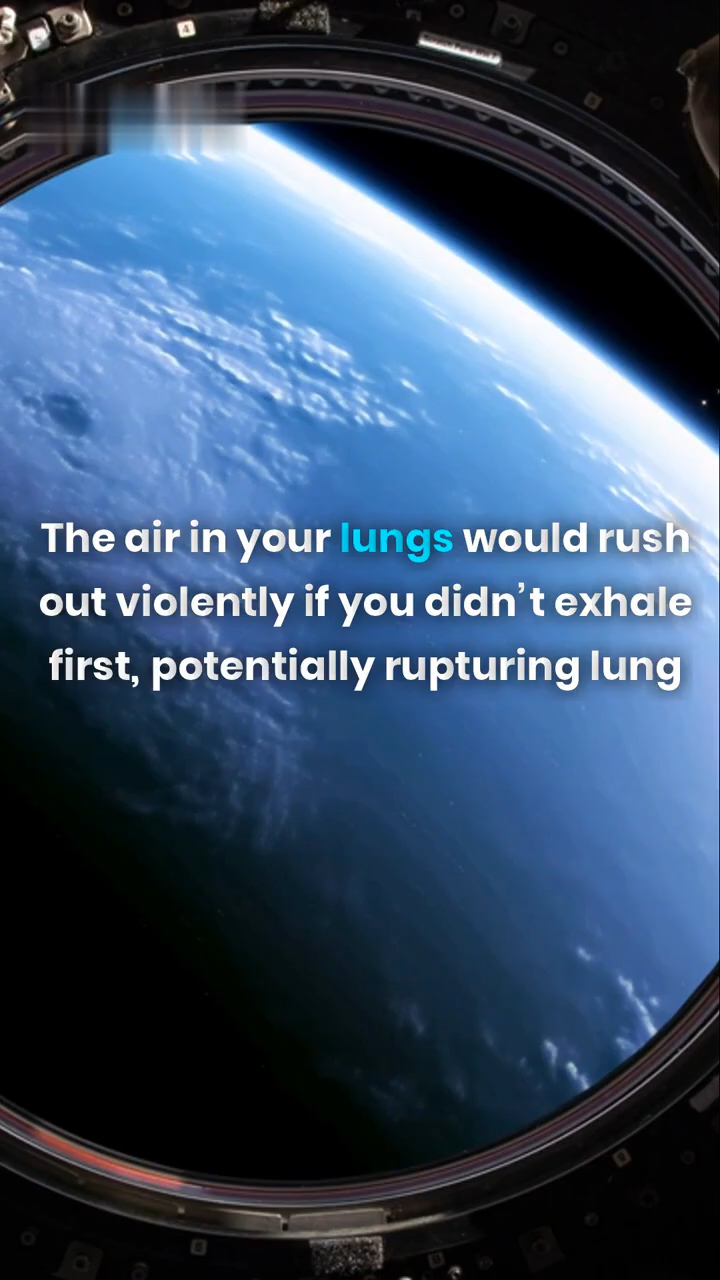 The air in your lungs would rush
out violently if you didn't exhale
first, potentially rupturing lung